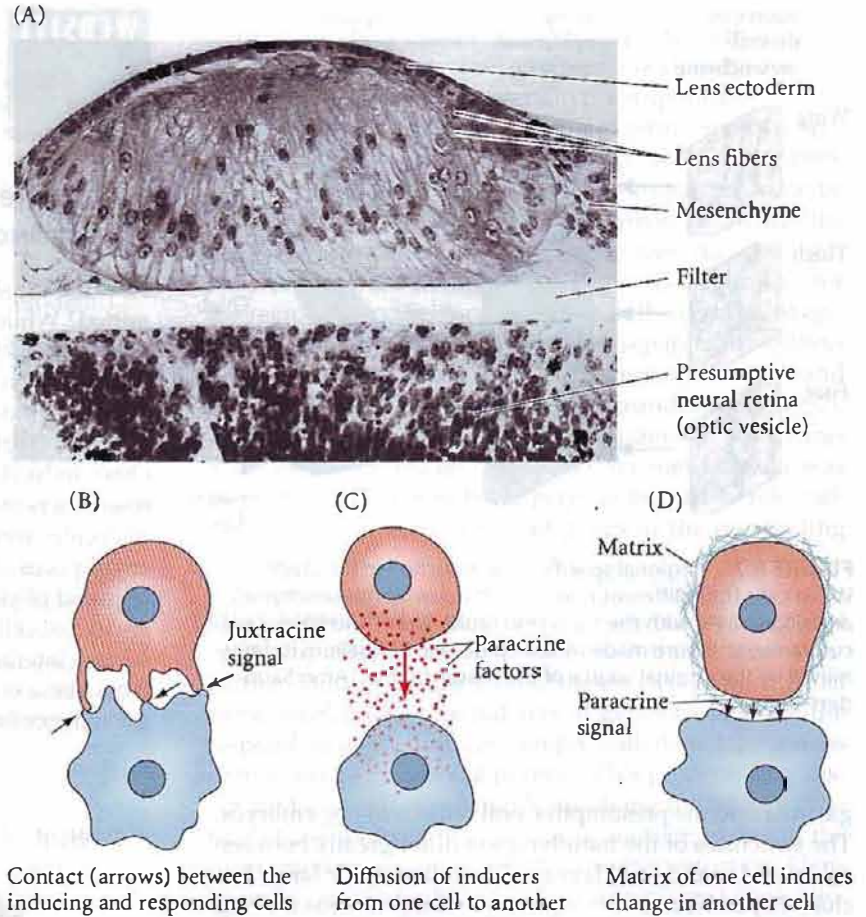 (A)
Lens ectoderm
Lens fibers
Mesenchyme
Filter
Presumptive
neural retina
(optic vesicle)
(B)
(C)
(D)
Juxtracine
signal
Paracrine
factors
Matrix
Paracrine
signal
Contact (arrows) between the
inducing and responding cells
Diffusion of inducers
from one cell to another
Matrix of one cell induces
change in another cell